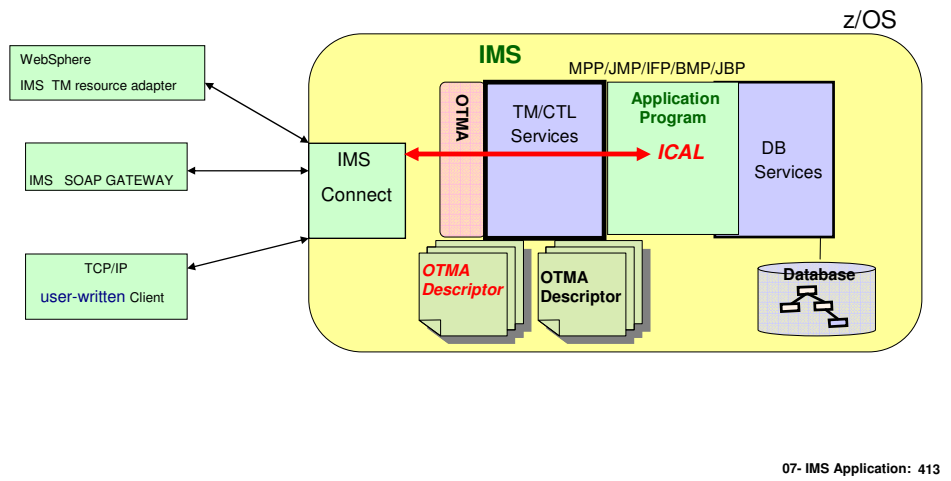 z/OS
WebSphere
IMS TM resource adapter
IMS SOAP GATEWAY
TCP/IP
user-written Client
IMS
MPP/JMP/IFP/BMP/JBP
IMS
Connect
OTMA
TM/CTL
Services
Application
Program
ICAL
DB
Services
OTMA
Descriptor
OTMA
Descriptor
Database
07- IMS Application: 413